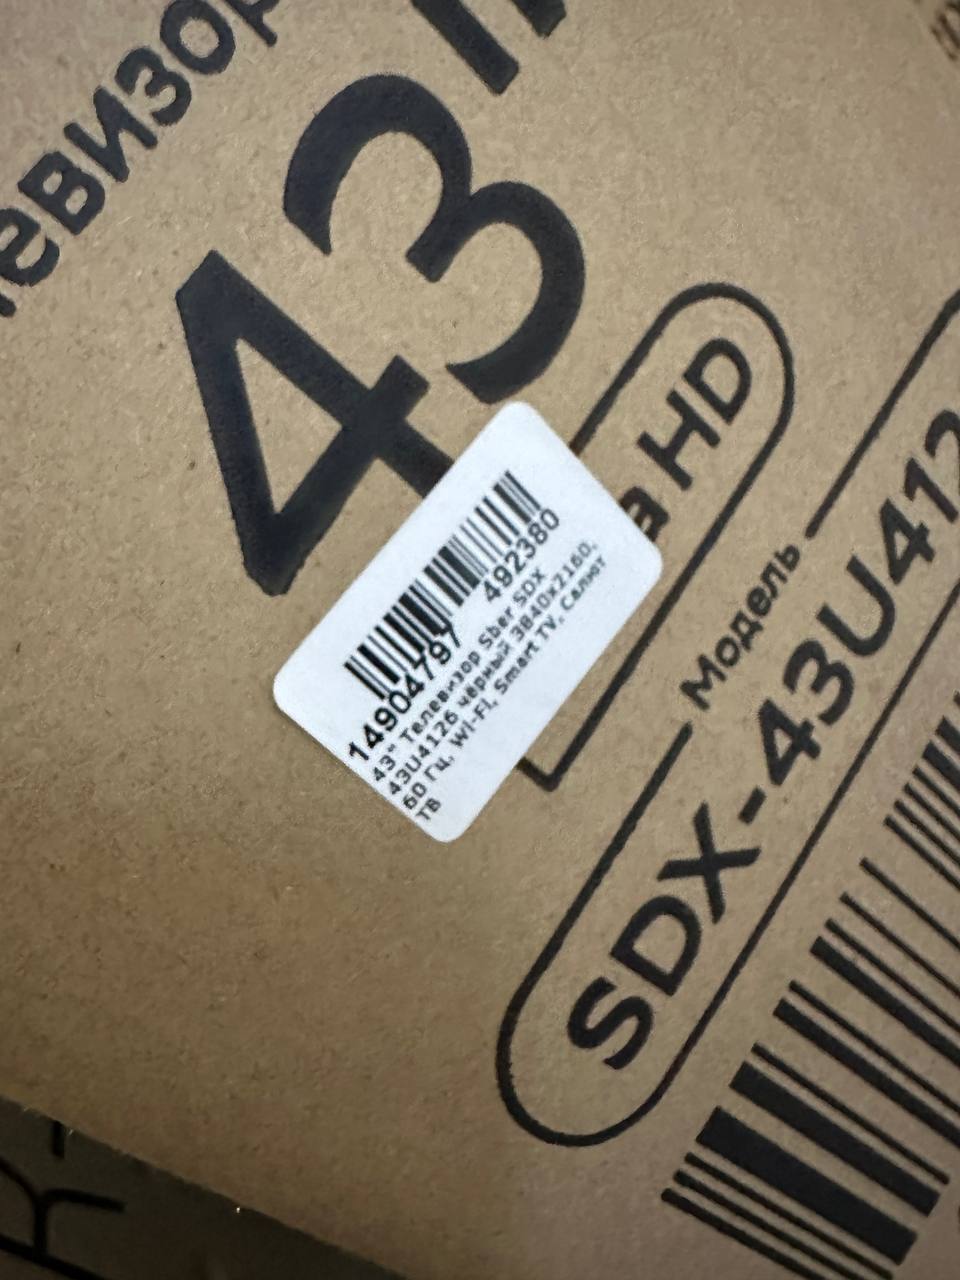 левизор
43
a HD
14904797 492380
43" Телевизор Sber SDX
43U4126 чёрный 3840x2160,
60 Гц, Wi-Fi, Smart TV, Салют
ТВ
Модель
SDX-43U412